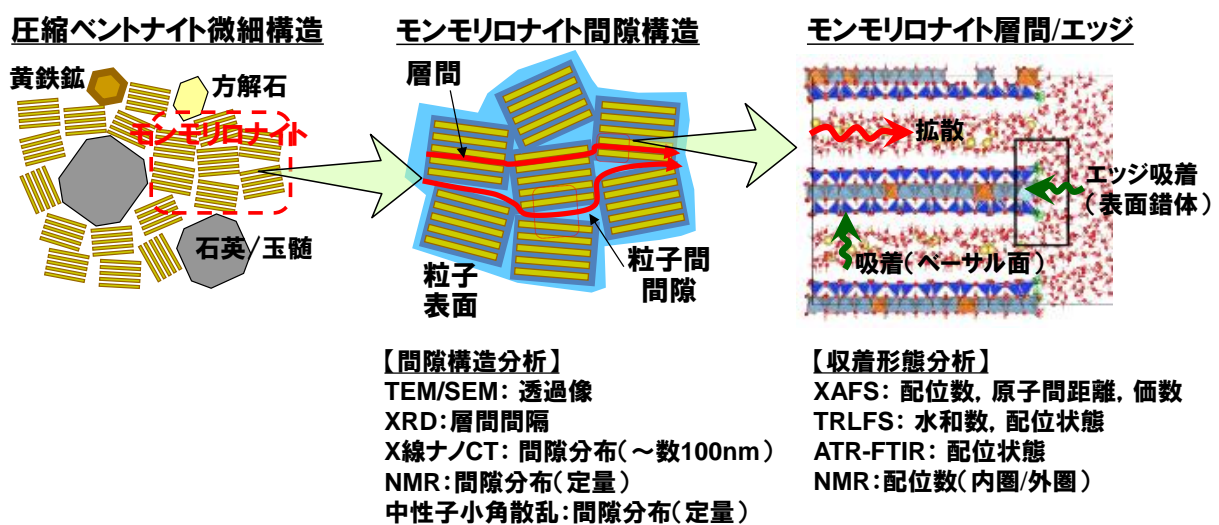 圧縮ベントナイト微細構造
黄鉄鉱
方解石
モンモリロナイト
石英/玉髄
モンモリロナイト間隙構造
層間
粒子
表面
粒子間
間隙
【間隙構造分析】
TEM/SEM: 透過像
XRD:層間間隔
X線ナノCT: 間隙分布(~数100nm)
NMR:間隙分布(定量)
中性子小角散乱:間隙分布(定量)
モンモリロナイト層間/エッジ
拡散
エッジ吸着
(表面錯体)
吸着(ベーサル面)
【収着形態分析】
XAFS: 配位数, 原子間距離, 価数
TRLFS: 水和数, 配位状態
ATR-FTIR: 配位状態
NMR:配位数(内圏/外圏)